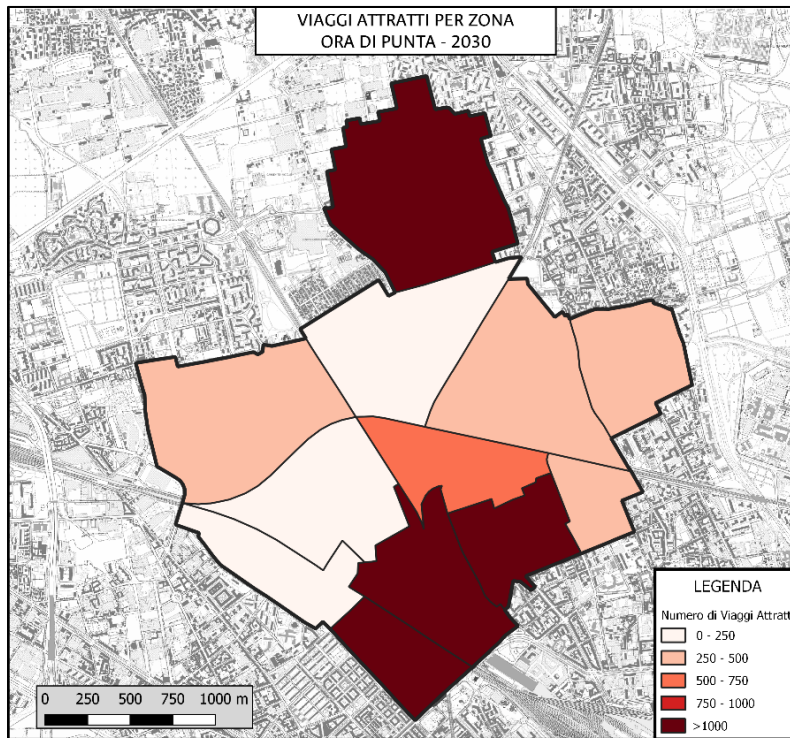 VIAGGI ATTRATTI PER ZONA
ORA DI PUNTA - 2030
LEGENDA
Numero di Viaggi Attratt
0 - 250
250 - 500
500 - 750
750 - 1000
>1000
0 250 500 750 1000 m